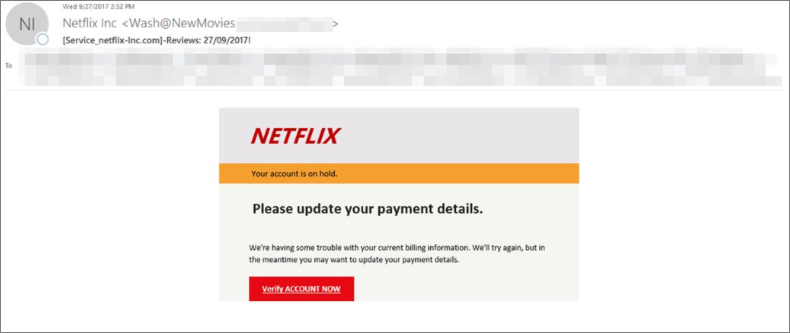 Wed 9/27/2017 2:32 PM
NI
Netflix Inc <Wash@NewMovies
[Service_netflix-Inc.com]-Reviews: 27/09/2017!
To
NETFLIX
Your account is on hold.
Please update your payment details.
We're having some trouble with your current billing information. We'll try again, but in
the meantime you may want to update your payment details.
Verify ACCOUNT NOW